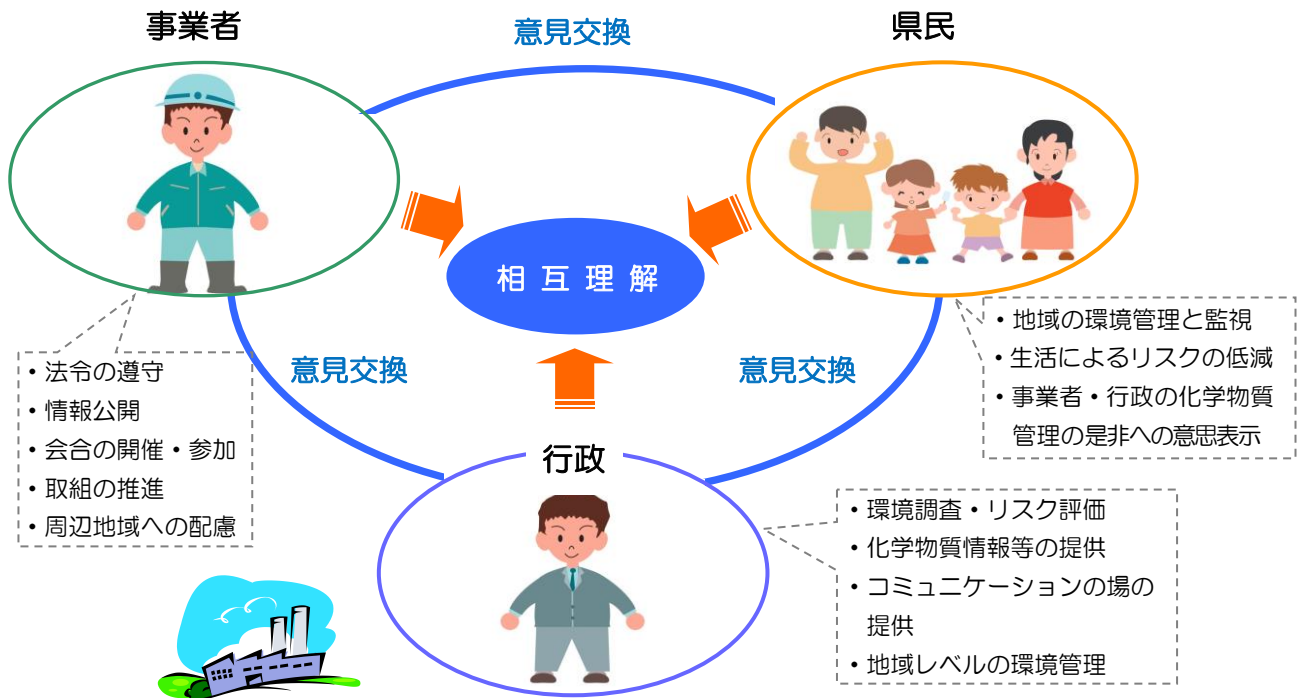 事業者
意見交換
県民
相互理解
・法令の遵守
・情報公開
・会合の開催・参加
・取組の推進
・周辺地域への配慮
意見交換
意見交換
・地域の環境管理と監視
・生活によるリスクの低減
・事業者・行政の化学物質
管理の是非への意思表示
行政
・環境調査・リスク評価
・化学物質情報等の提供
・コミュニケーションの場の
提供
・地域レベルの環境管理